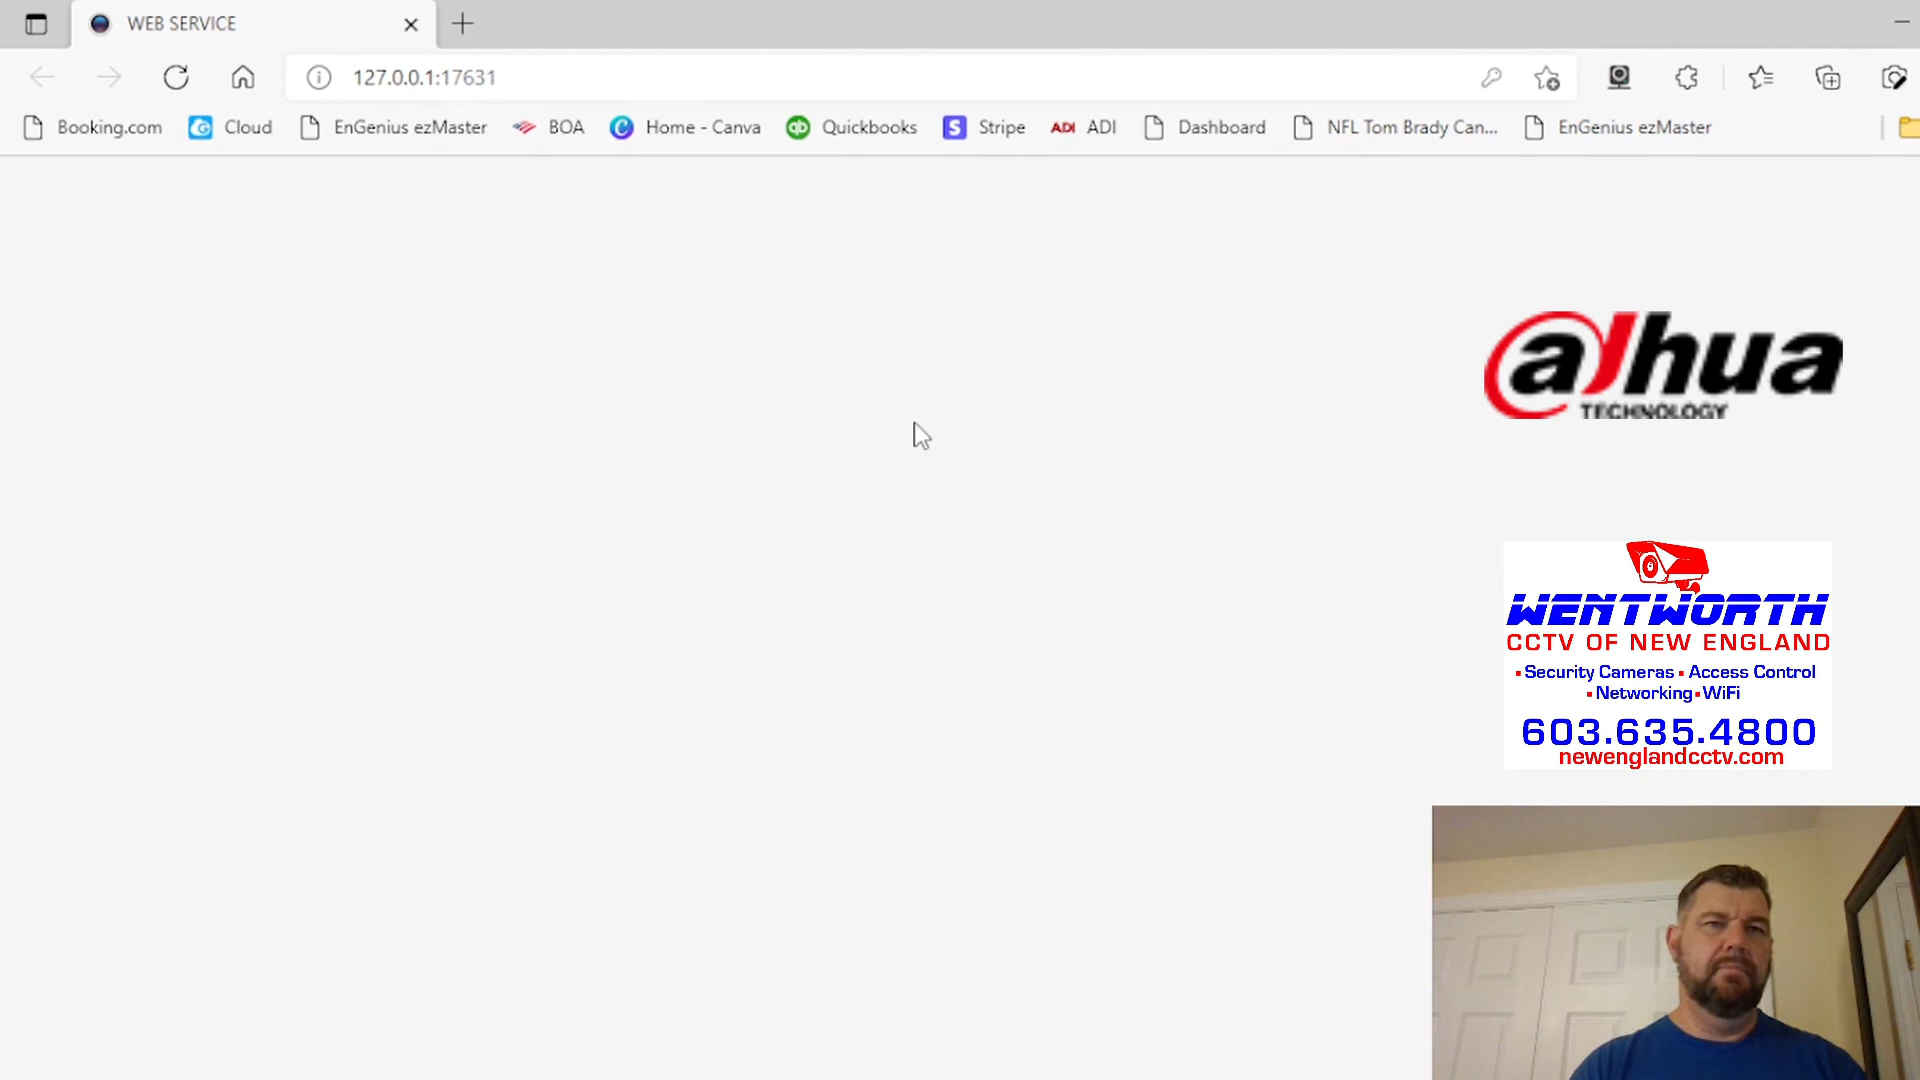 WEB SERVICE
127.0.0.1:17631
Booking.com Cloud EnGenius ezMaster BOA Home - Canva Quickbooks Stripe ADI ADI Dashboard NFL Tom Brady Can... EnGenius ezMaster
alhua
TECHNOLOGY
WENTWORTH
CCTV OF NEW ENGLAND
▪Security Cameras▪Access Control
▪Networking▪WiFi
603.635.4800
newenglandcctv.com